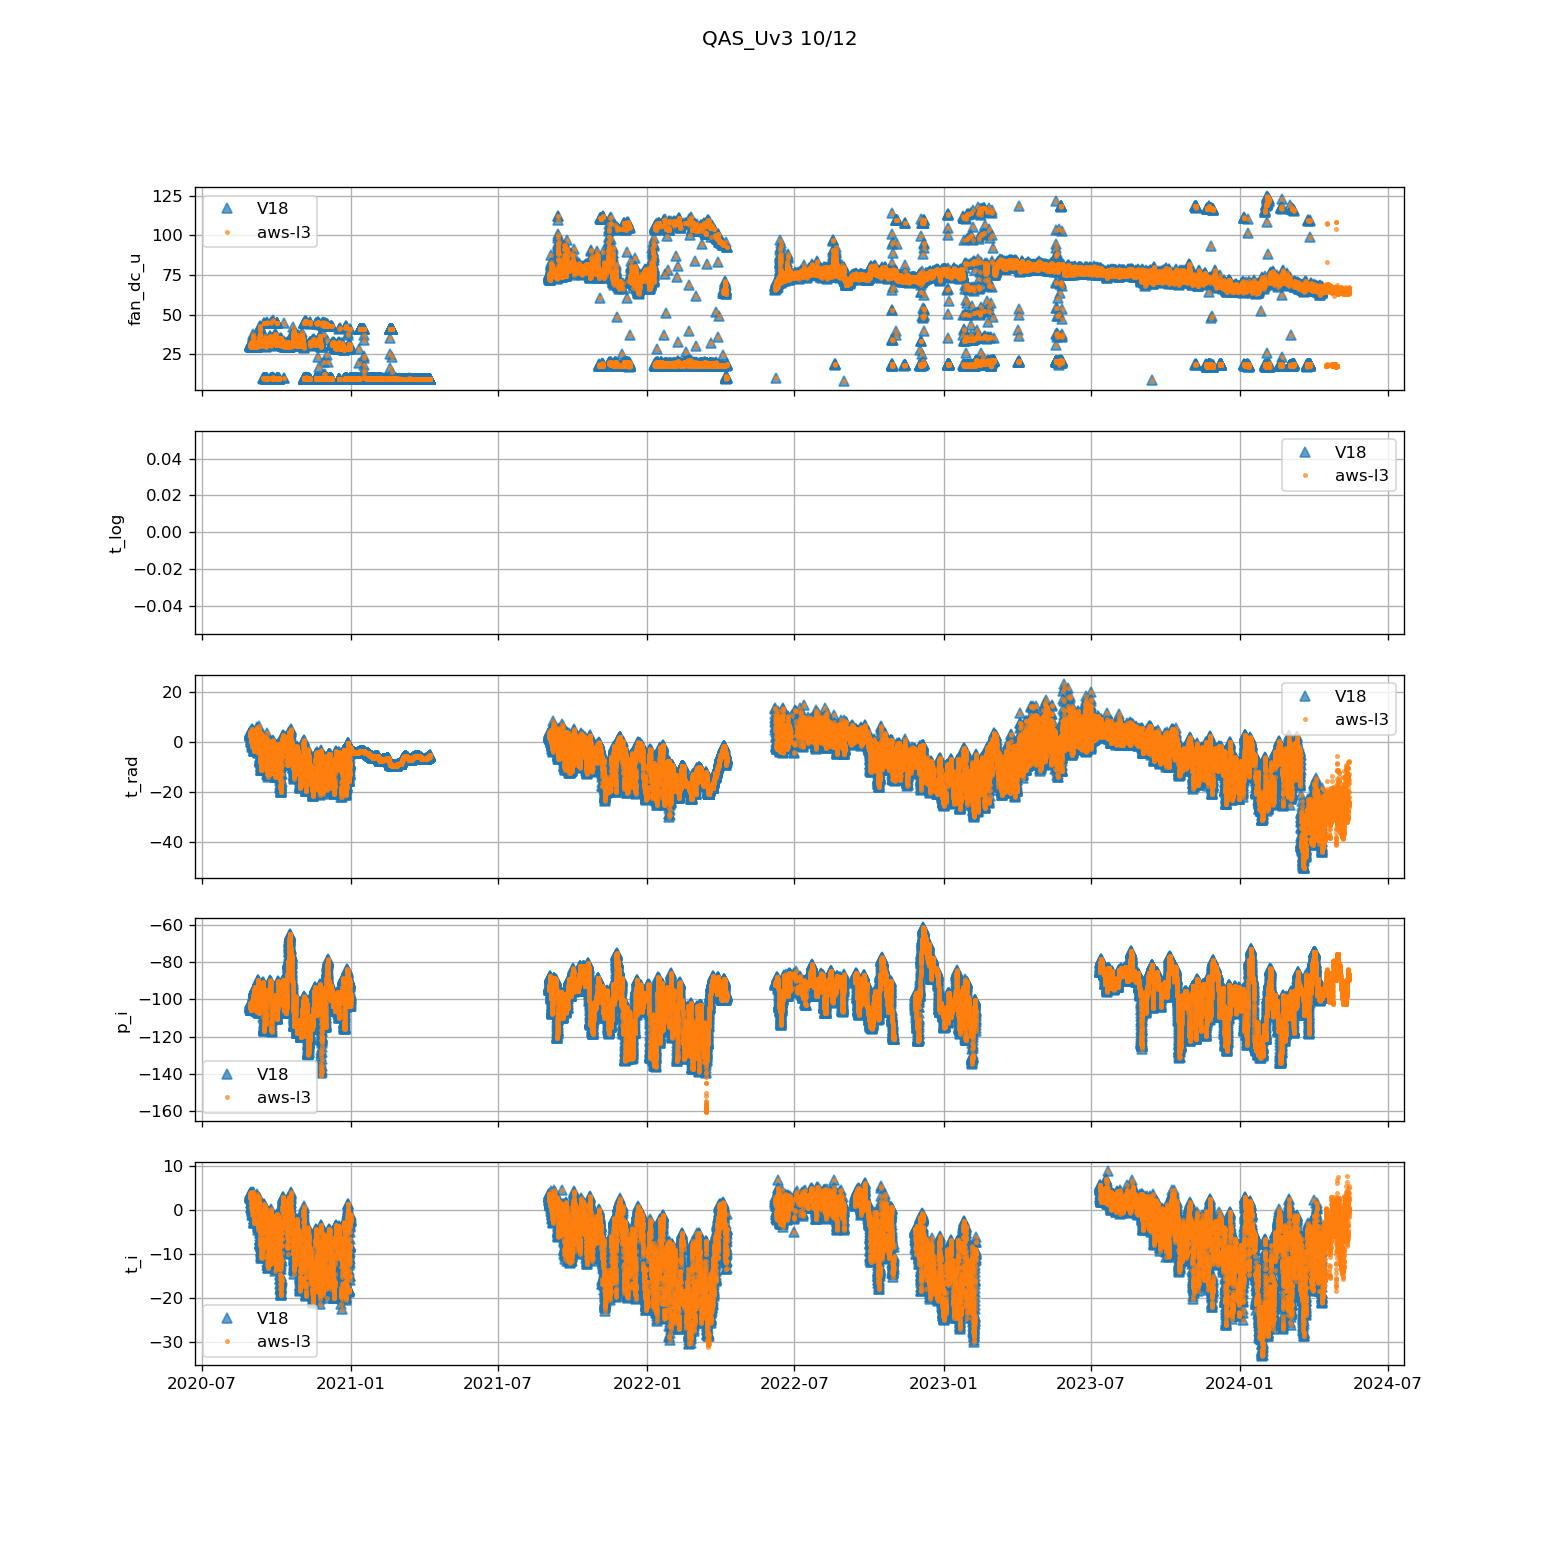 QAS_Uv3 10/12
125
100
75
50
25
fan_dc_u
V18
aws-l3
0.04
0.02
0.00
−0.02
−0.04
t_log
V18
aws-l3
20
0
−20
−40
t_rad
V18
aws-l3
−60
−80
−100
−120
−140
−160
p_i
V18
aws-l3
10
0
−10
−20
−30
t_i
V18
aws-l3
2020-07 2021-01 2021-07 2022-01 2022-07 2023-01 2023-07 2024-01 2024-07